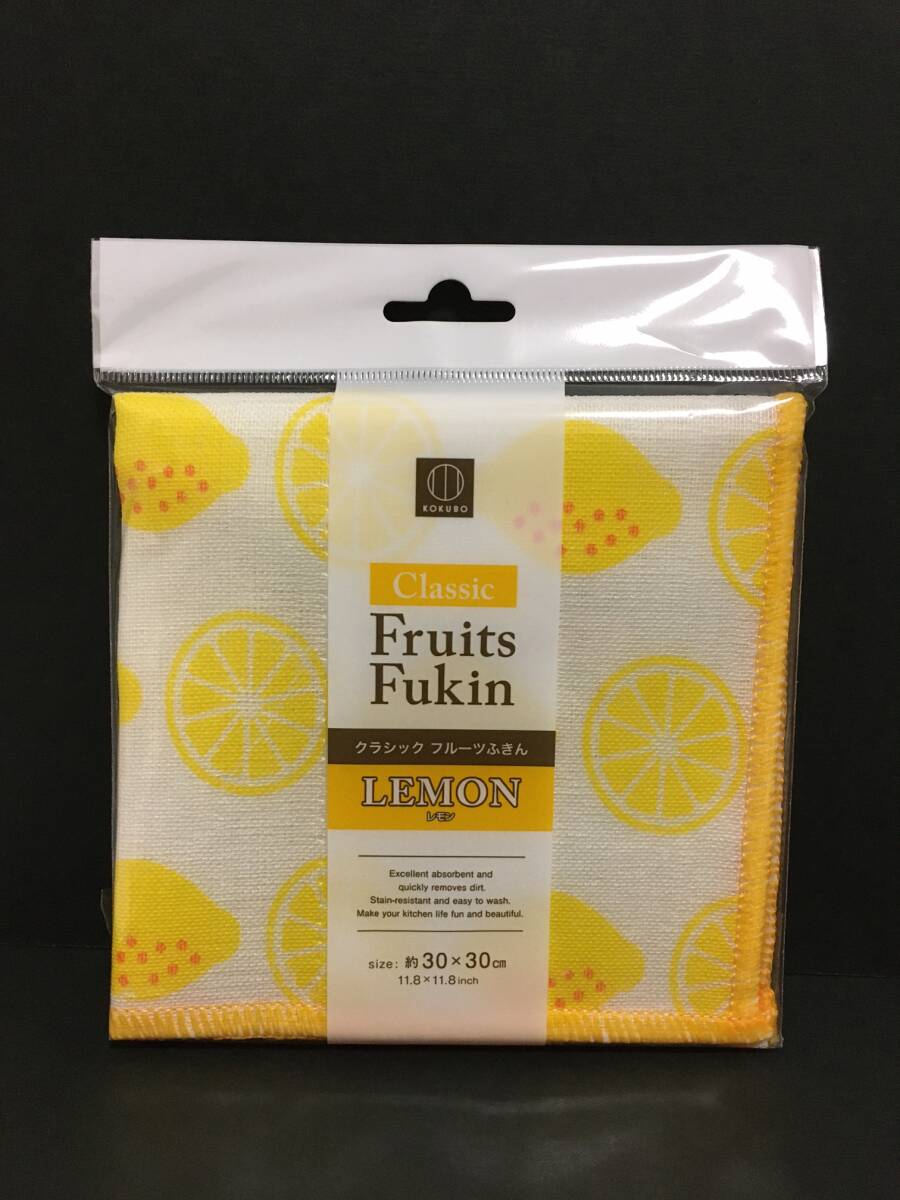 KOKUBO
Classic
Fruits
Fukin
クラシック フルーツふきん
LEMON
レモン
Excellent absorbent and
quickly removes dirt.
Stain-resistant and easy to wash.
Make your kitchen life fun and beautiful.
size: 約30×30㎝
11.8×11.8inch